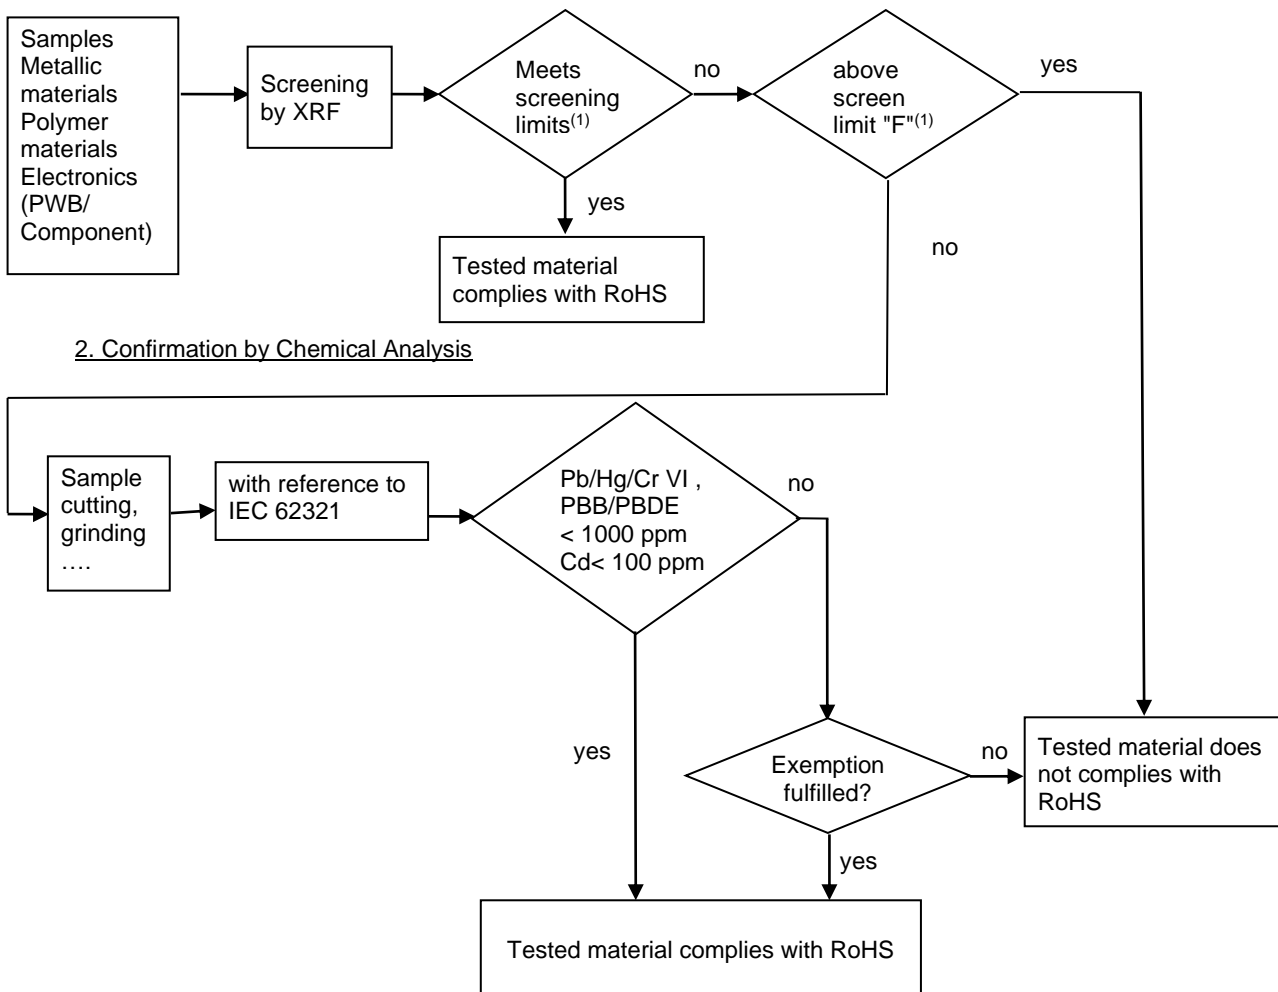 Samples
Metallic
materials
Polymer
materials
Electronics
(PWB/
Component)
Screening
by XRF
Meets
screening
limits(1)
no
above
screen
limit "F"(1)
yes
yes
no
Tested material
complies with RoHS
2. Confirmation by Chemical Analysis
Sample
cutting,
grinding
….
with reference to
IEC 62321
Pb/Hg/Cr VI ,
PBB/PBDE
< 1000 ppm
Cd< 100 ppm
no
yes
Exemption
fulfilled?
no
Tested material does
not complies with
RoHS
yes
Tested material complies with RoHS